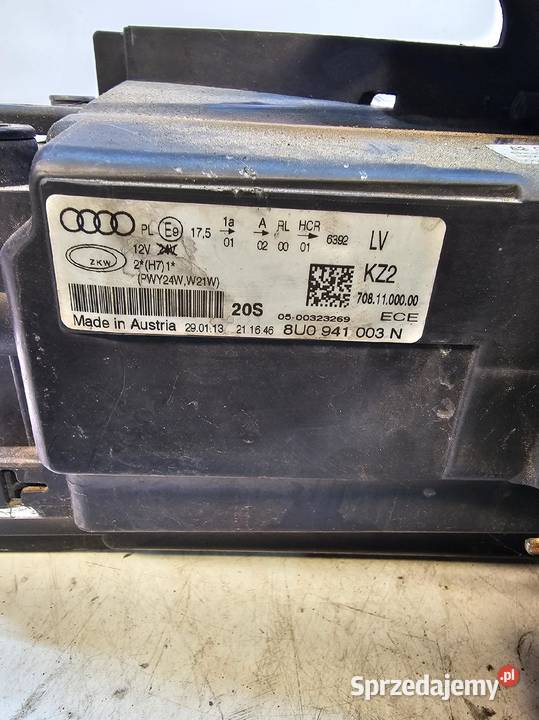 PL E9 17,5 1a A RL HCR
01 02 00 01 6392 LV
ZKW 12V 24V
2*(H7)1*
(PWY24W,W21W)
KZ2
708.11.000.00
20S 05-00323269 ECE
Made in Austria 29.01.13 21:16:46 8U0 941 003 N
Sprzedajemy.pl